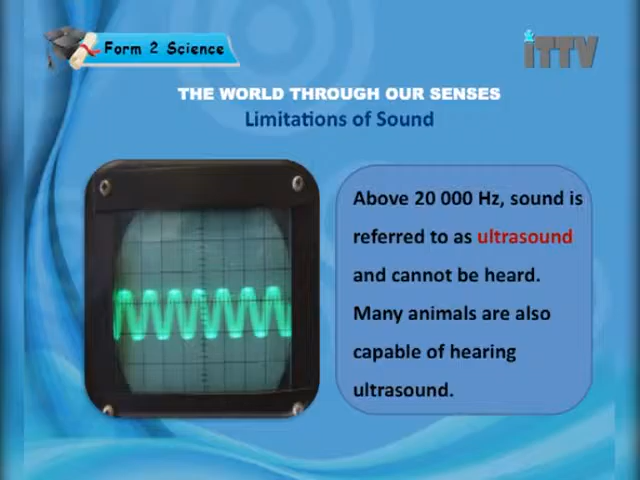 Form 2 Science
iTTV
THE WORLD THROUGH OUR SENSES
Limitations of Sound
Above 20 000 Hz, sound is
referred to as ultrasound
and cannot be heard.
Many animals are also
capable of hearing
ultrasound.